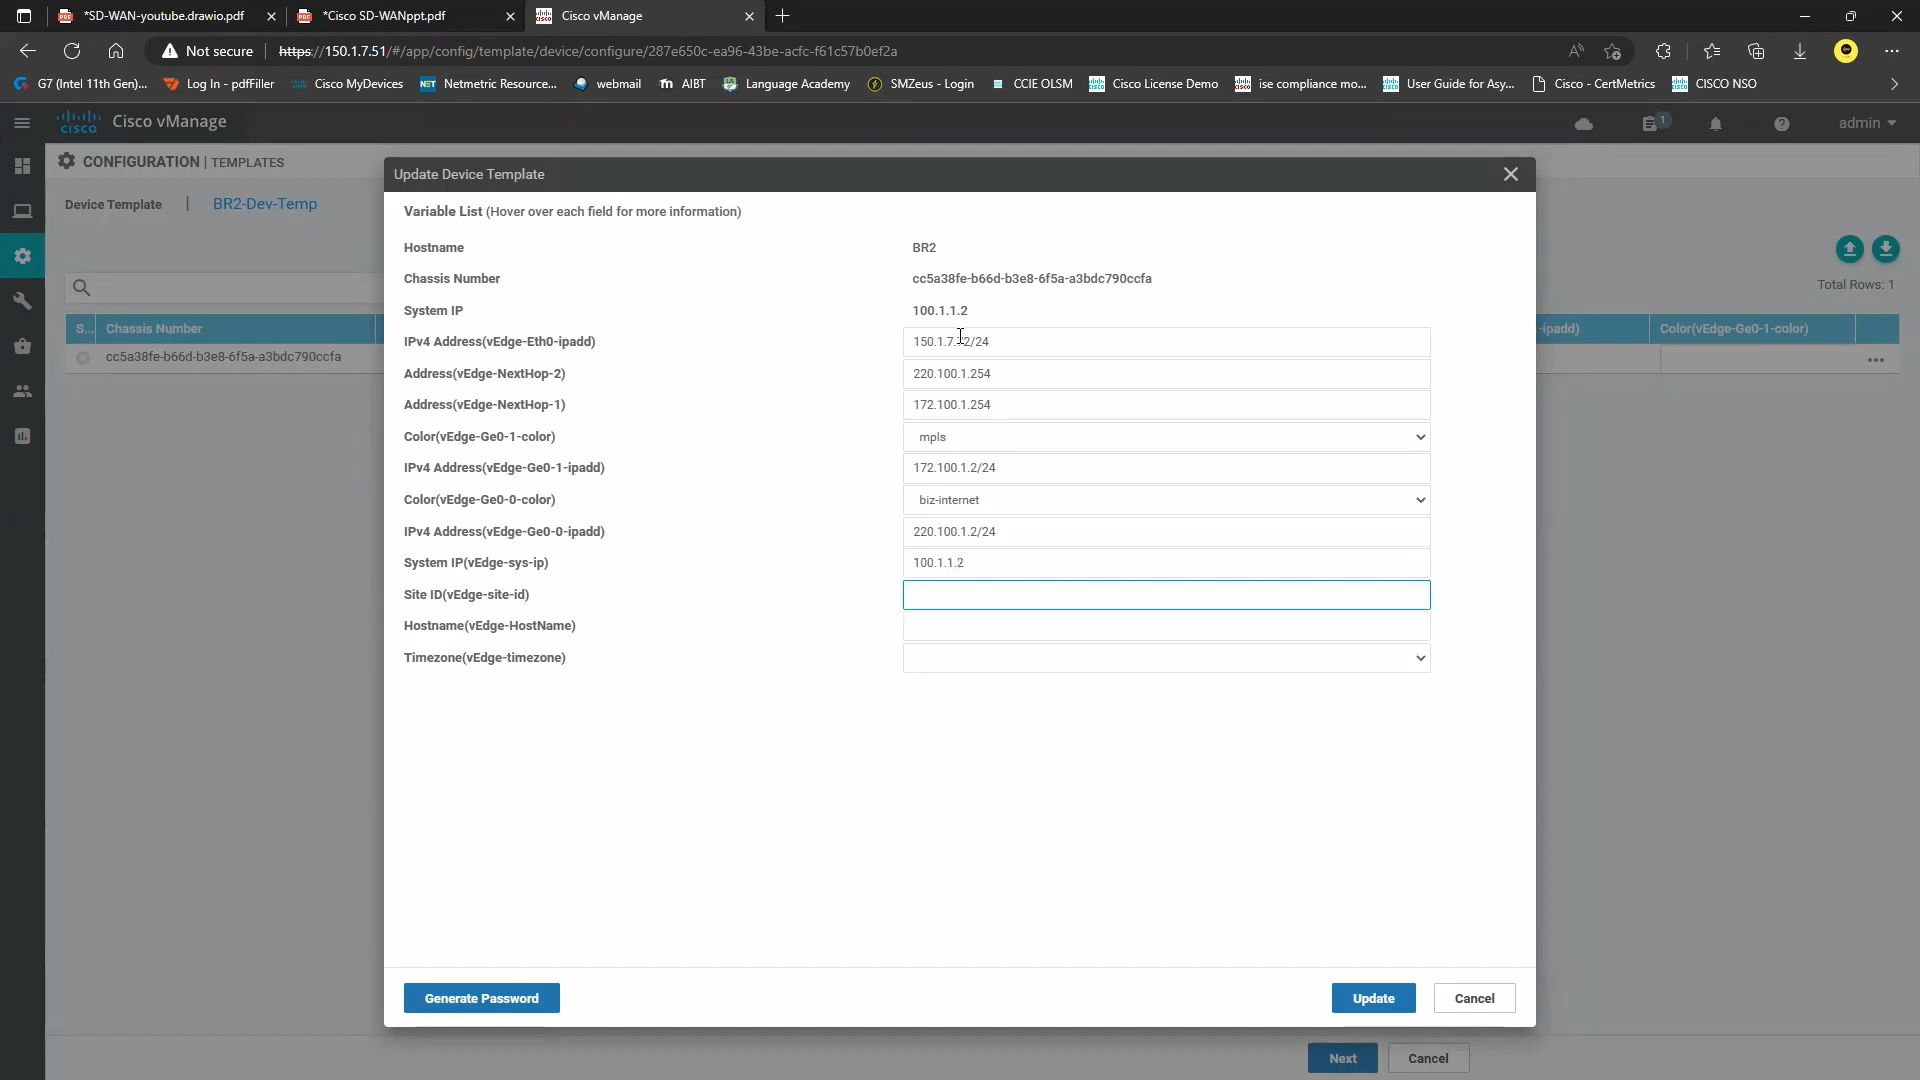 *SD-WAN-youtube.drawio.pdf
*Cisco SD-WANppt.pdf
Cisco vManage
Not secure
https://150.1.7.51/#/app/config/template/device/configure/287e650c-ea96-43be-acfc-f61c57b0ef2a
G7 (Intel 11th Gen)...
Log In - pdfFiller
Cisco MyDevices
Netmetric Resource...
webmail
AIBT
Language Academy
SMZeus - Login
CCIE OLSM
Cisco License Demo
ise compliance mo...
User Guide for Asy...
Cisco - CertMetrics
CISCO NSO
cisco
Cisco vManage
1
admin
CONFIGURATION | TEMPLATES
Device Template | BR2-Dev-Temp
Total Rows: 1
S...
Chassis Number
-ipadd)
Color(vEdge-Ge0-1-color)
cc5a38fe-b66d-b3e8-6f5a-a3bdc790ccfa
Update Device Template
Variable List (Hover over each field for more information)
Hostname
BR2
Chassis Number
cc5a38fe-b66d-b3e8-6f5a-a3bdc790ccfa
System IP
100.1.1.2
IPv4 Address(vEdge-Eth0-ipadd)
Address(vEdge-NextHop-2)
220.100.1.254
Address(vEdge-NextHop-1)
172.100.1.254
Color(vEdge-Ge0-1-color)
mpls
IPv4 Address(vEdge-Ge0-1-ipadd)
172.100.1.2/24
Color(vEdge-Ge0-0-color)
biz-internet
IPv4 Address(vEdge-Ge0-0-ipadd)
220.100.1.2/24
System IP(vEdge-sys-ip)
100.1.1.2
Site ID(vEdge-site-id)
Hostname(vEdge-HostName)
Timezone(vEdge-timezone)
Generate Password
Update
Cancel
Next
Cancel